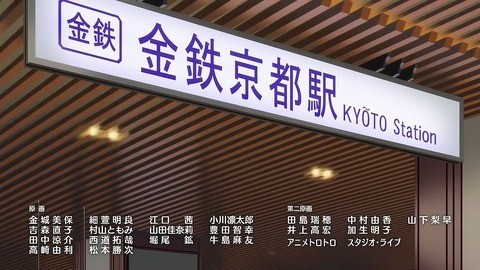 金鉄
金鉄京都駅 KYŌTO Station
原画
金城美保 細萱明良 江口 茜 小川凛太郎
吉森直子 村山ともみ 山田佳奈莉 豊田智幸
田中涼介 西道拓哉 堀尾 鉱 牛島麻友
高崎由利 松本勝次
第二原画
田島瑞穂 中村由香 山下梨早
井上高宏 加生明子
アニメトロトロ スタジオ・ライブ